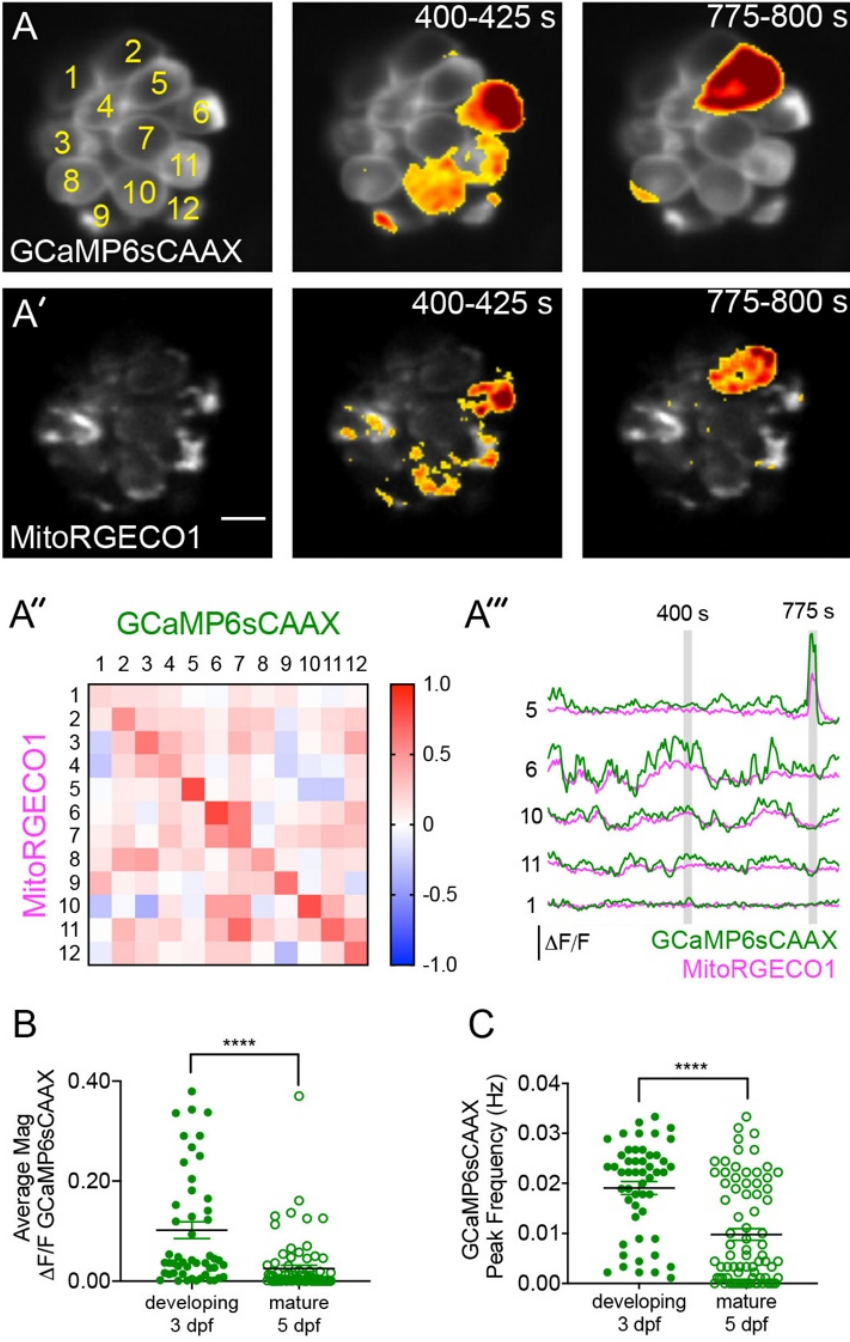 A
400-425 s
775-800 s
1
2
5
4
6
3
7
11
8
10
9
12
GCaMP6sCAAX
A′
400-425 s
775-800 s
MitoRGECO1
A″
GCaMP6sCAAX
1 2 3 4 5 6 7 8 9 10 11 12
MitoRGECO1
1
2
3
4
5
6
7
8
9
10
11
12
1.0
0.5
0
-0.5
-1.0
A‴
400 s
775 s
5
6
10
11
1
ΔF/F
GCaMP6sCAAX
MitoRGECO1
B
Average Mag
ΔF/F GCaMP6sCAAX
0.40
0.20
0.00
****
developing
3 dpf
mature
5 dpf
C
GCaMP6sCAAX
Peak Frequency (Hz)
0.04
0.03
0.02
0.01
0.00
****
developing
3 dpf
mature
5 dpf